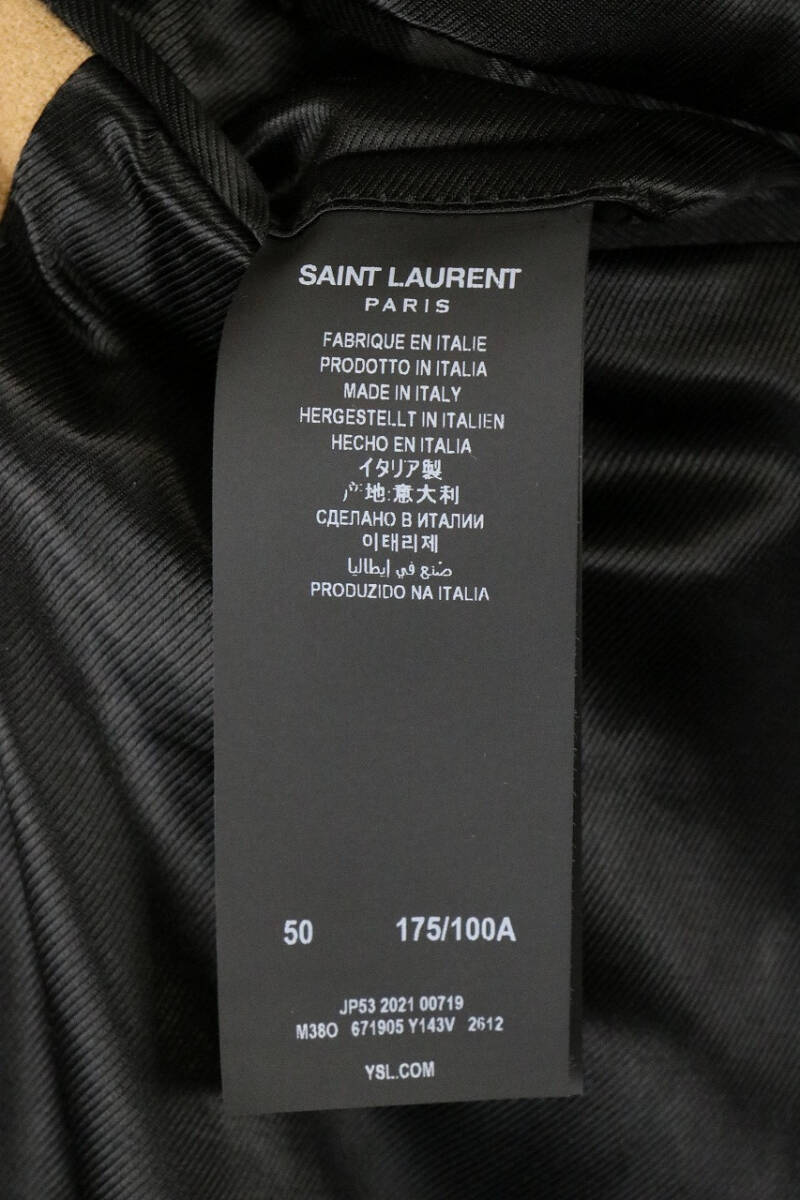 SAINT LAURENT
PARIS
FABRIQUE EN ITALIE
PRODOTTO IN ITALIA
MADE IN ITALY
HERGESTELLT IN ITALIEN
HECHO EN ITALIA
イタリア製
产地:意大利
СДЕЛАНО В ИТАЛИИ
이태리제
صنع في إيطاليا
PRODUZIDO NA ITALIA
50 175/100A
JP53 2021 00719
M38O 671905 Y143V 2612
YSL.COM